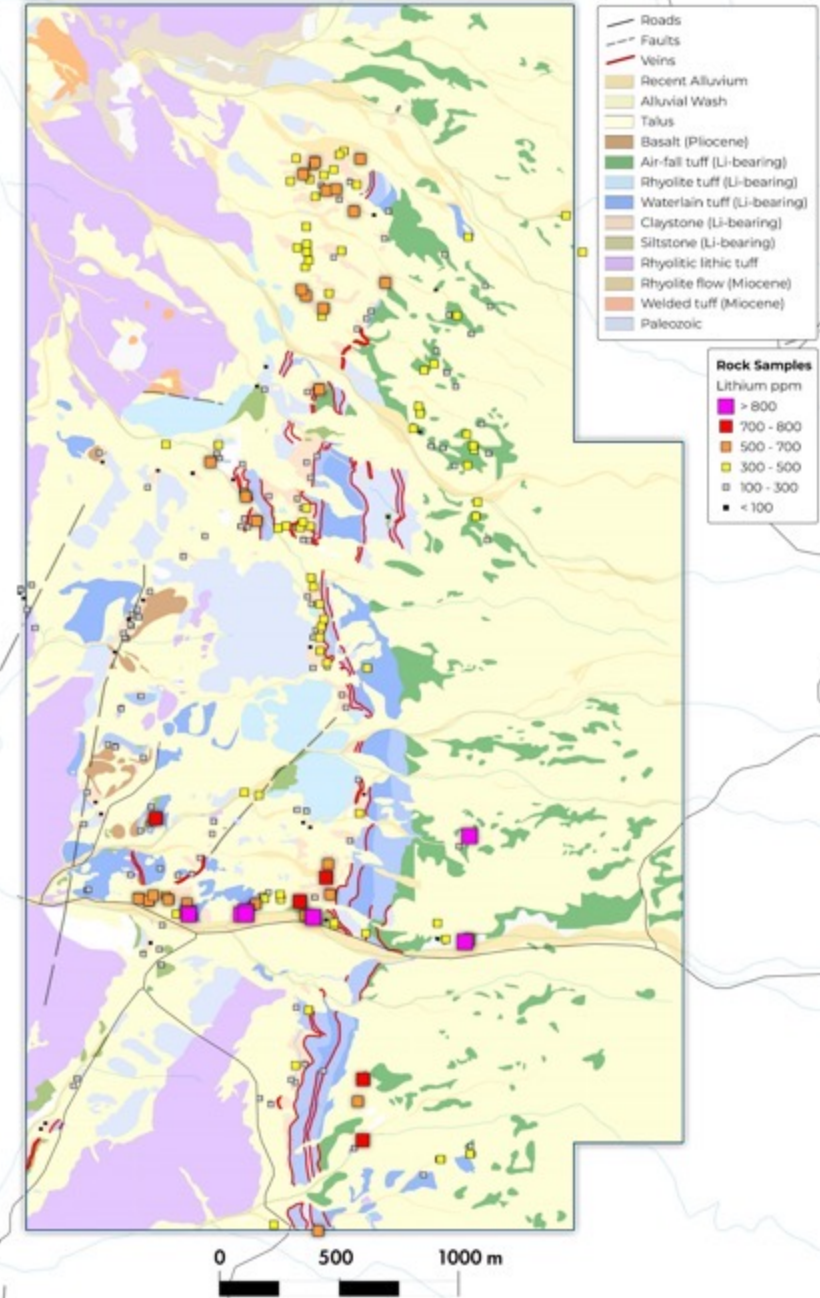 Roads
Faults
Veins
Recent Alluvium
Alluvial Wash
Talus
Basalt (Pliocene)
Air-fall tuff (Li-bearing)
Rhyolite tuff (Li-bearing)
Waterlain tuff (Li-bearing)
Claystone (Li-bearing)
Siltstone (Li-bearing)
Rhyolitic lithic tuff
Rhyolite flow (Miocene)
Welded tuff (Miocene)
Paleozoic
Rock Samples
Lithium ppm
> 800
700 - 800
500 - 700
300 - 500
100 - 300
< 100
0 500 1000 m